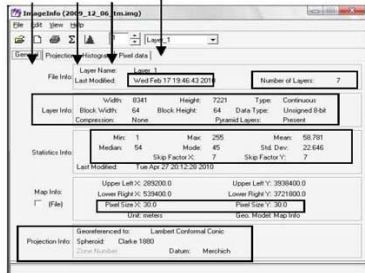 ImageInfo (2009_12_06_tm.img)
File Edit View Help
Layer_1
General Projection Histogram Pixel data
File Info: Layer Name: Layer_1
Last Modified: Wed Feb 17 19:46:43 2010 Number of Layers: 7
Layer Info: Width: 8341 Height: 7221 Type: Continuous
Block Width: 64 Block Height: 64 Data Type: Unsigned 8-bit
Compression: None Pyramid Layers: Present
Statistics Info: Min: 1 Max: 255 Mean: 58.781
Median: 54 Mode: 45 Std. Dev: 22.646
Skip Factor X: 7 Skip Factor Y: 7
Last Modified: Tue Apr 27 20:12:28 2010
Map Info: Upper Left X: 289200.0 Upper Left Y: 3938400.0
(File) Lower Right X: 539400.0 Lower Right Y: 3721800.0
Pixel Size X: 30.0 Pixel Size Y: 30.0
Unit: meters Geo. Model: Map Info
Projection Info: Georeferenced to: Lambert Conformal Conic
Spheroid: Clarke 1880
Zone Number: Datum: Merchich